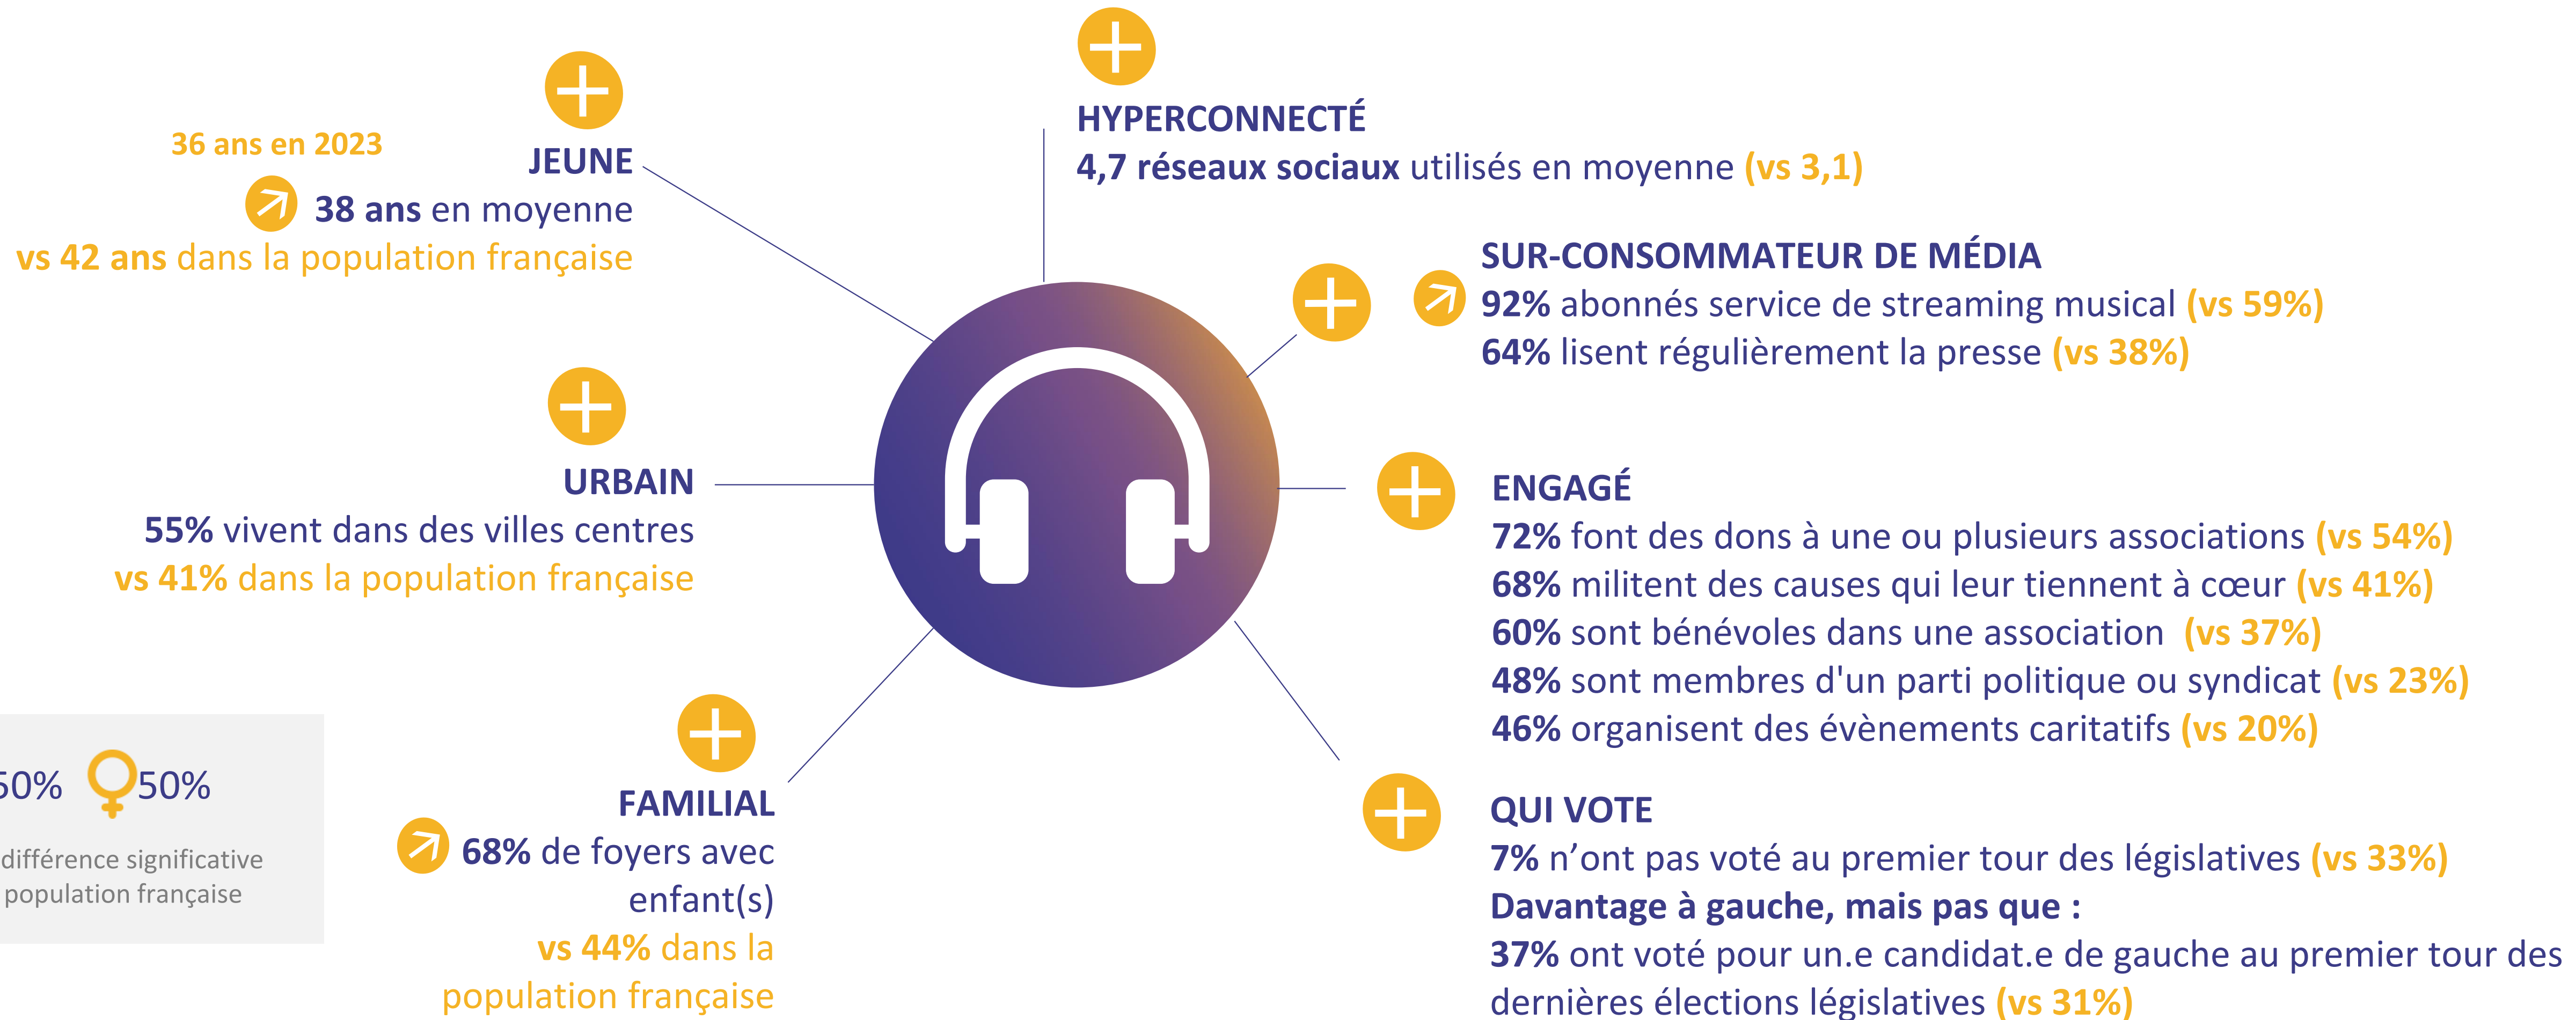 36 ans en 2023
JEUNE
38 ans en moyenne
vs 42 ans dans la population française
URBAIN
55% vivent dans des villes centres
vs 41% dans la population française
50% 50%
différence significative
population française
FAMILIAL
68% de foyers avec
enfant(s)
vs 44% dans la
population française
HYPERCONNECTÉ
4,7 réseaux sociaux utilisés en moyenne (vs 3,1)
SUR-CONSOMMATEUR DE MÉDIA
92% abonnés service de streaming musical (vs 59%)
64% lisent régulièrement la presse (vs 38%)
ENGAGÉ
72% font des dons à une ou plusieurs associations (vs 54%)
68% militent des causes qui leur tiennent à cœur (vs 41%)
60% sont bénévoles dans une association (vs 37%)
48% sont membres d'un parti politique ou syndicat (vs 23%)
46% organisent des évènements caritatifs (vs 20%)
QUI VOTE
7% n’ont pas voté au premier tour des législatives (vs 33%)
Davantage à gauche, mais pas que :
37% ont voté pour un.e candidat.e de gauche au premier tour des
dernières élections législatives (vs 31%)